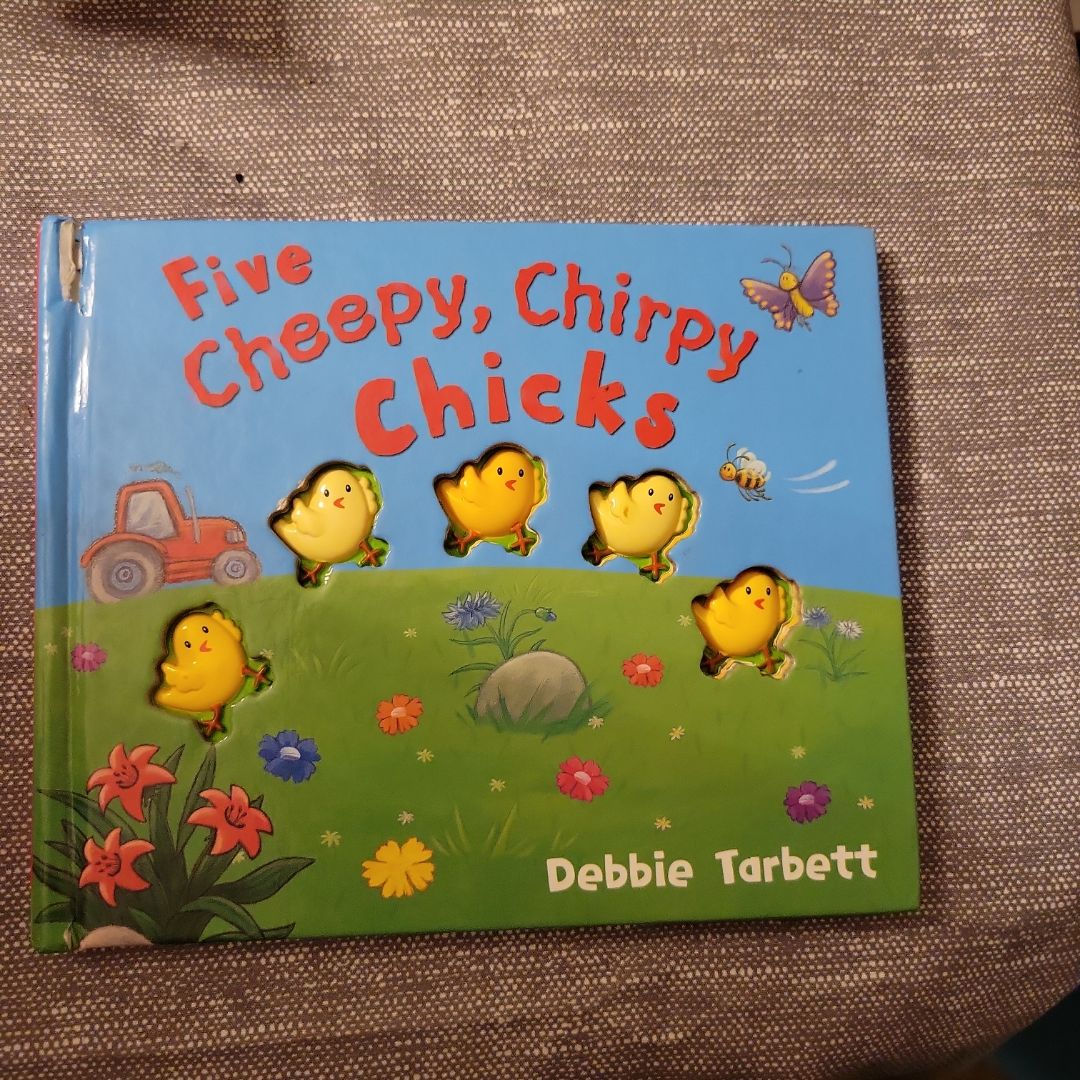 Five
Cheepy, Chirpy
Chicks
Debbie Tarbett